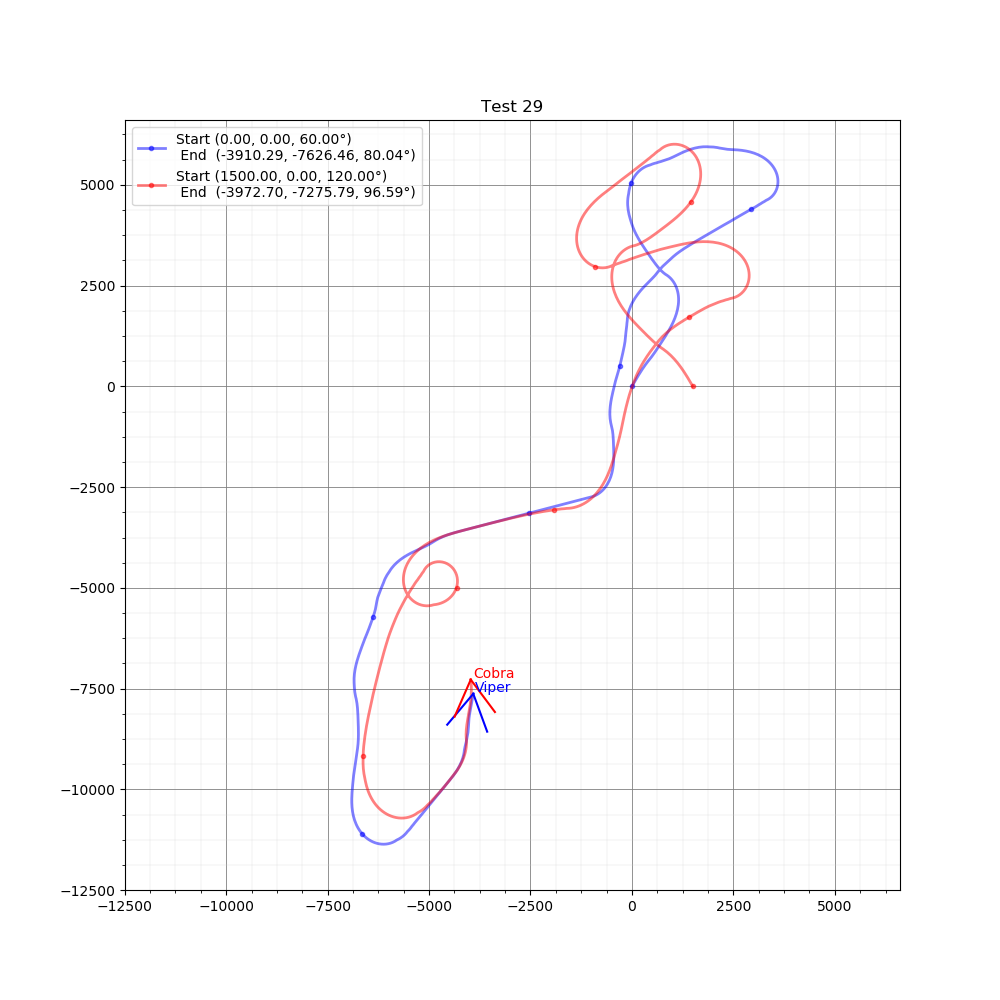 Test 29
Start (0.00, 0.00, 60.00°)
End (-3910.29, -7626.46, 80.04°)
Start (1500.00, 0.00, 120.00°)
End (-3972.70, -7275.79, 96.59°)
5000
2500
0
−2500
−5000
−7500
−10000
−12500
Cobra
Viper
−12500 −10000 −7500 −5000 −2500 0 2500 5000